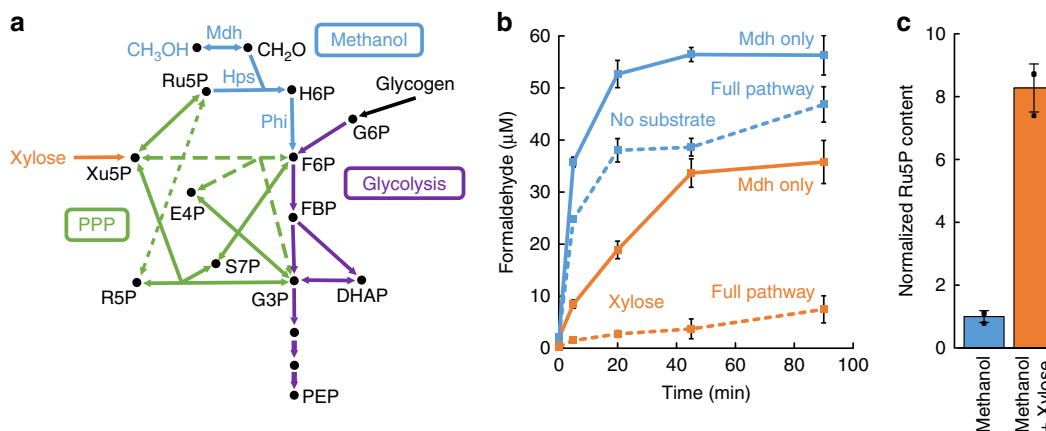 a
Mdh
CH₃OH
CH₂O
Methanol
Ru5P
Hps
H6P
Glycogen
Phi
G6P
Xylose
Xu5P
F6P
Glycolysis
E4P
FBP
PPP
S7P
R5P
G3P
DHAP
PEP
b
60
50
40
30
20
10
0
Formaldehyde (µM)
Mdh only
Full pathway
No substrate
Mdh only
Xylose
Full pathway
0
20
40
60
80
100
Time (min)
c
10
8
6
4
2
0
Normalized Ru5P content
Methanol
Methanol
+ Xylose